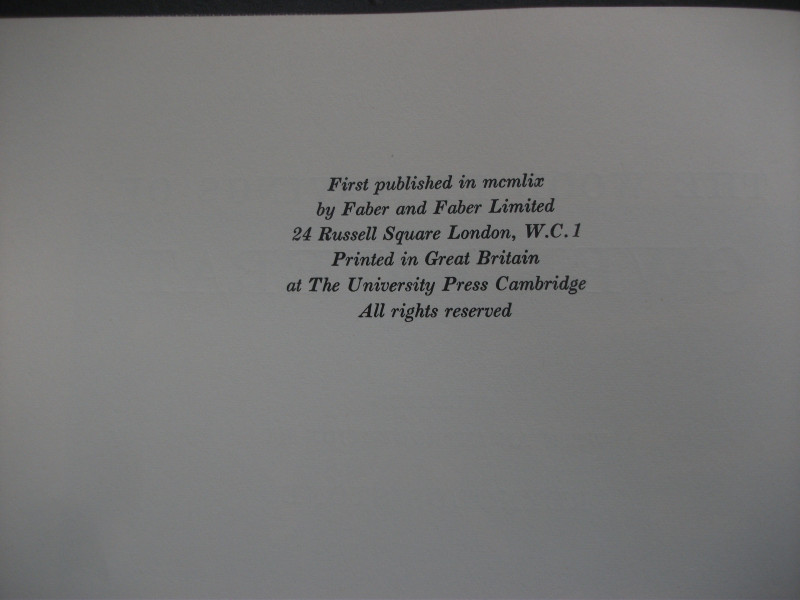 First published in mcmlix
by Faber and Faber Limited
24 Russell Square London, W.C.1
Printed in Great Britain
at The University Press Cambridge
All rights reserved